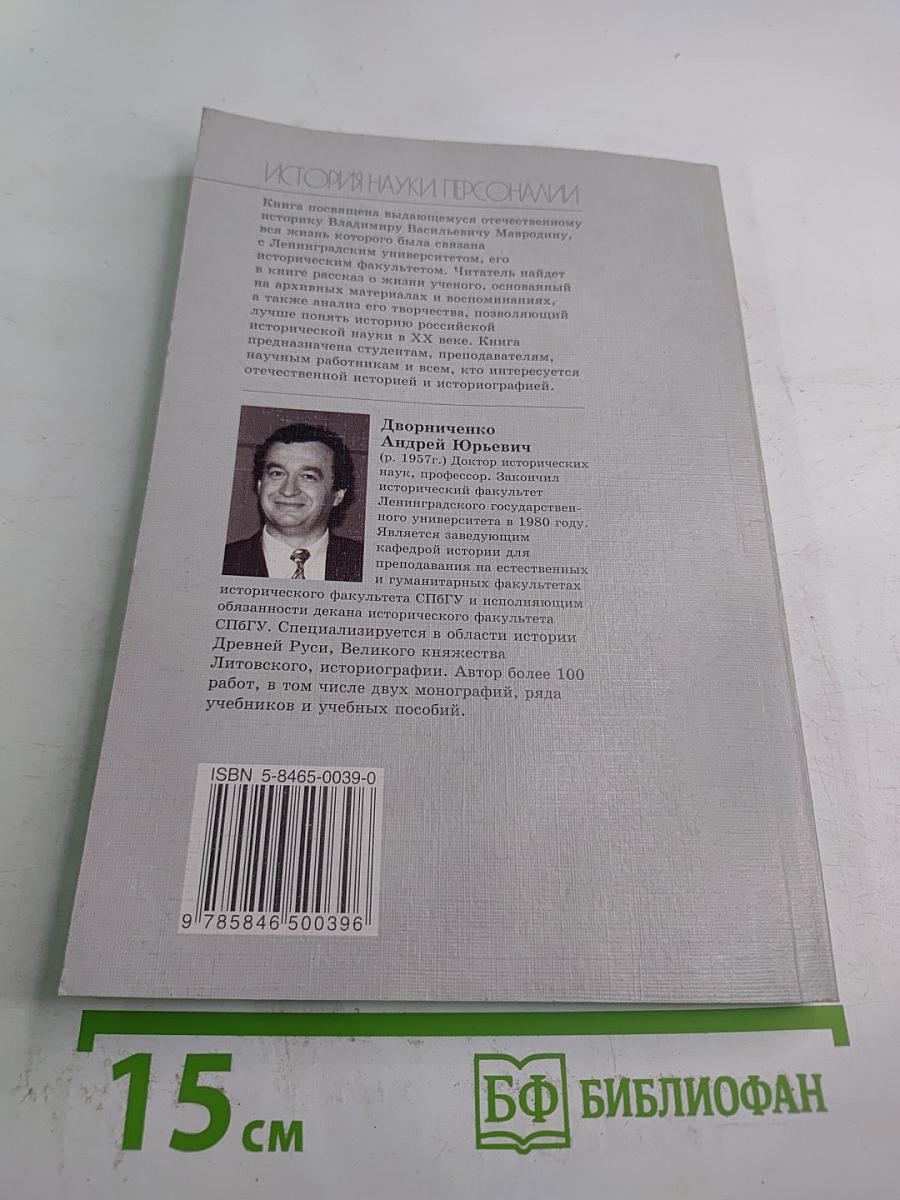 ИСТОРИЯ НАУКИ. ПЕРСОНАЛИИ
Книга посвящена выдающемуся отечественному
историку Владимиру Васильевичу Мавродину,
вся жизнь которого была связана
с Ленинградским университетом, его
историческим факультетом. Читатель найдет
в книге рассказ о жизни ученого, основанный
на архивных материалах и воспоминаниях,
а также анализ его творчества, позволяющий
лучше понять историю российской
исторической науки в XX веке. Книга
предназначена студентам, преподавателям,
научным работникам и всем, кто интересуется
отечественной историей и историографией.
Дворниченко
Андрей Юрьевич
(р. 1957г.) Доктор исторических
наук, профессор. Закончил
исторический факультет
Ленинградского государствен-
ного университета в 1980 году.
Является заведующим
кафедрой истории для
преподавания на естественных
и гуманитарных факультетах
исторического факультета СПбГУ и исполняющим
обязанности декана исторического факультета
СПбГУ. Специализируется в области истории
Древней Руси, Великого княжества
Литовского, историографии. Автор более 100
работ, в том числе двух монографий, ряда
учебников и учебных пособий.
ISBN 5-8465-0039-0
9 785846 500396
15 см
БФ БИБЛИОФАН